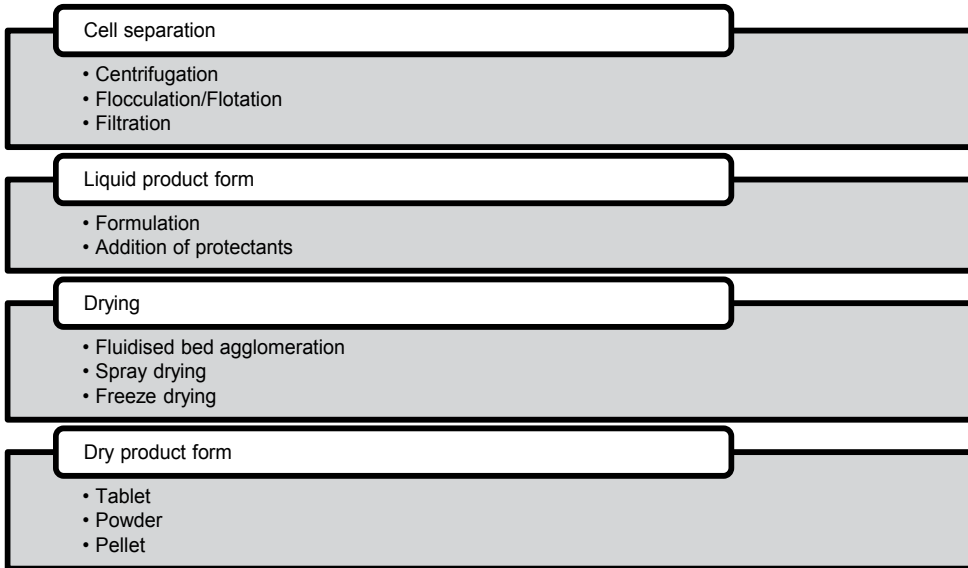 Cell separation
• Centrifugation
• Flocculation/Flotation
• Filtration
Liquid product form
• Formulation
• Addition of protectants
Drying
• Fluidised bed agglomeration
• Spray drying
• Freeze drying
Dry product form
• Tablet
• Powder
• Pellet